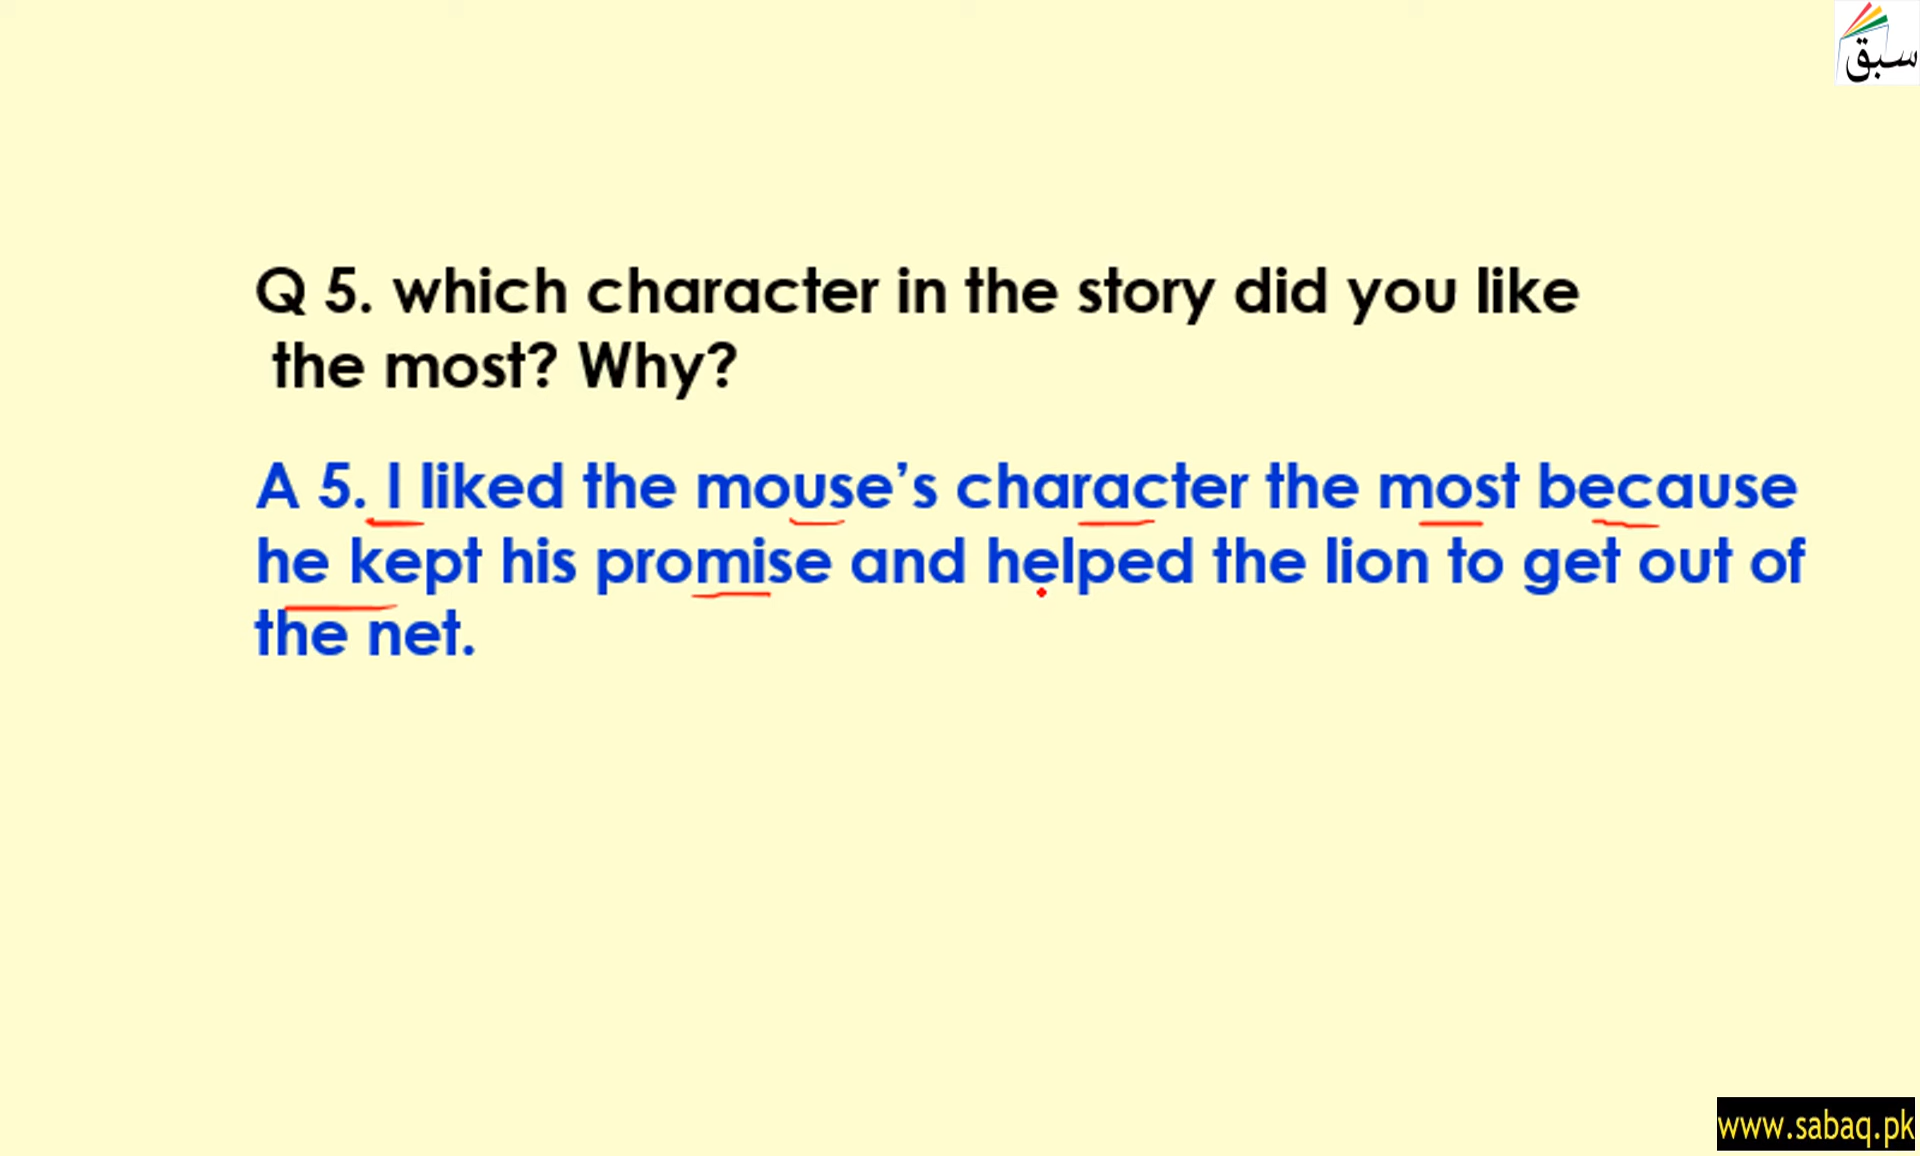 سبق
Q 5. which character in the story did you like
the most? Why?
A 5. I liked the mouse’s character the most because
he kept his promise and helped the lion to get out of
the net.
www.sabaq.pk